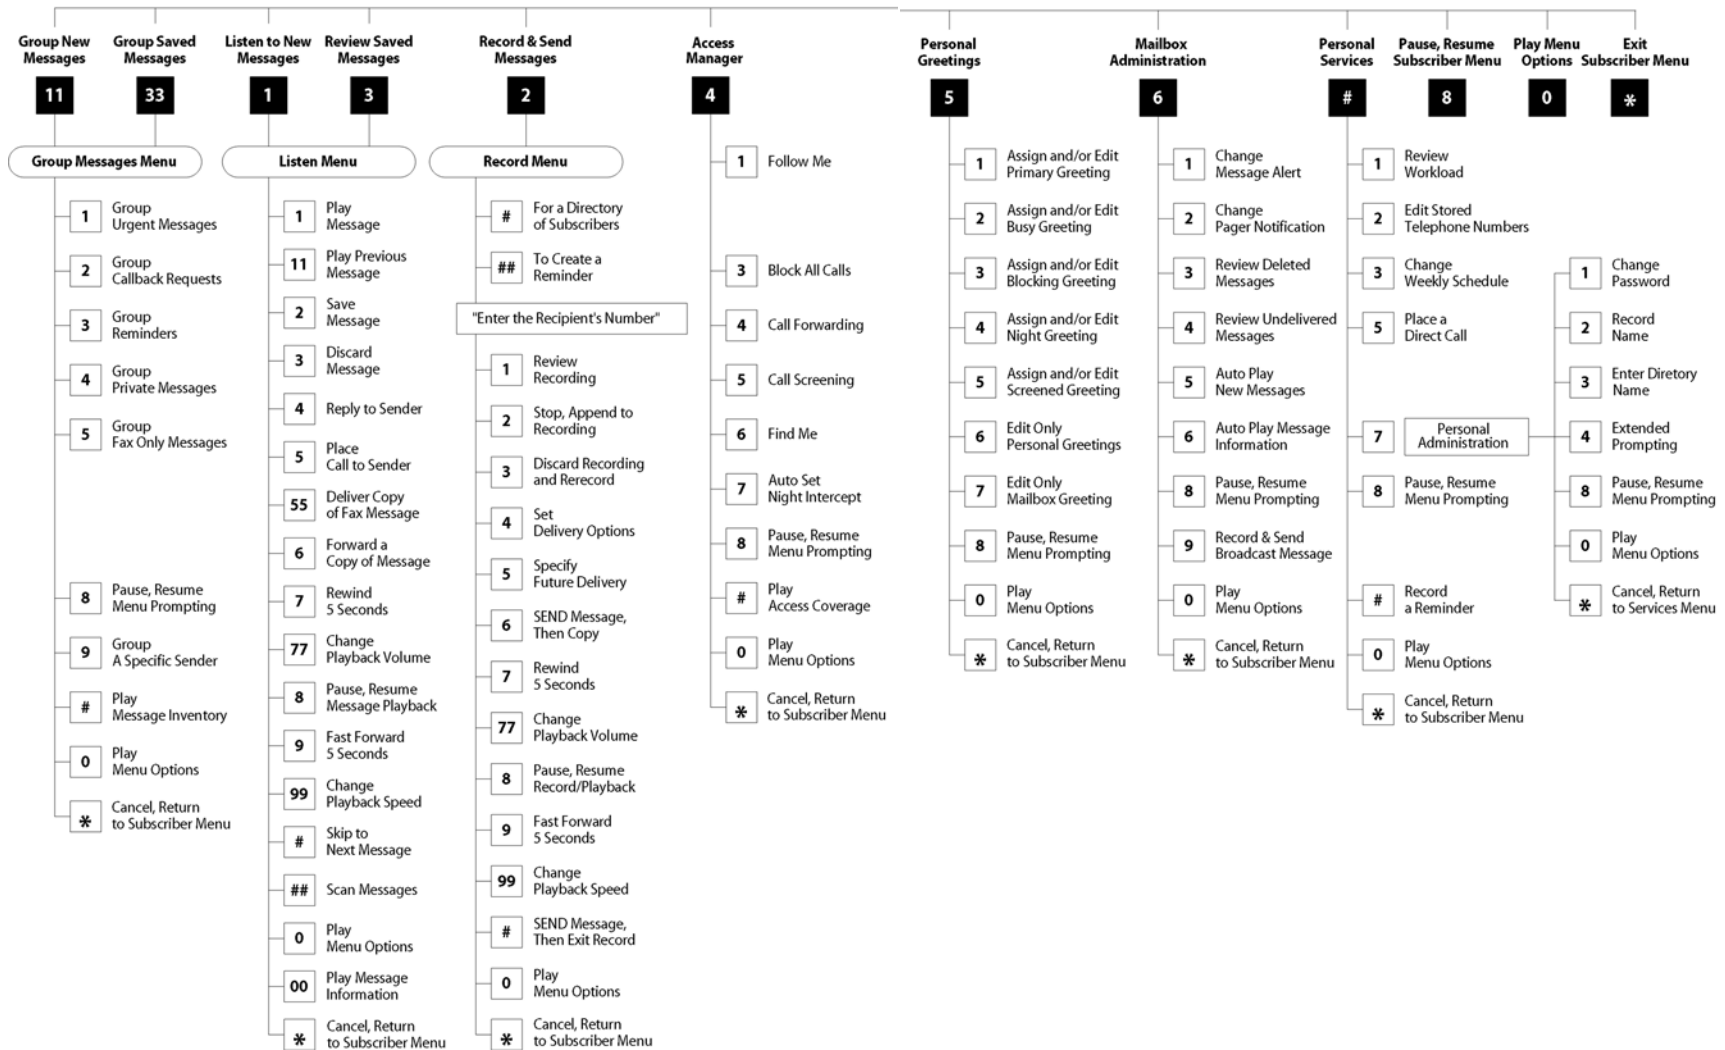 Group New
Messages
11
Group Saved
Messages
33
Group Messages Menu
1
Group
Urgent Messages
2
Group
Callback Requests
3
Group
Reminders
4
Group
Private Messages
5
Group
Fax Only Messages
8
Pause, Resume
Menu Prompting
9
Group
A Specific Sender
#
Play
Message Inventory
0
Play
Menu Options
*
Cancel, Return
to Subscriber Menu
Listen to New
Messages
1
Review Saved
Messages
3
Listen Menu
1
Play
Message
11
Play Previous
Message
2
Save
Message
3
Discard
Message
4
Reply to Sender
5
Place
Call to Sender
55
Deliver Copy
of Fax Message
6
Forward a
Copy of Message
7
Rewind
5 Seconds
77
Change
Playback Volume
8
Pause, Resume
Message Playback
9
Fast Forward
5 Seconds
99
Change
Playback Speed
#
Skip to
Next Message
##
Scan Messages
0
Play
Menu Options
00
Play Message
Information
*
Cancel, Return
to Subscriber Menu
Record & Send
Messages
2
Record Menu
#
For a Directory
of Subscribers
##
To Create a
Reminder
"Enter the Recipient's Number"
1
Review
Recording
2
Stop, Append to
Recording
3
Discard Recording
and Rerecord
4
Set
Delivery Options
5
Specify
Future Delivery
6
SEND Message,
Then Copy
7
Rewind
5 Seconds
77
Change
Playback Volume
8
Pause, Resume
Record/Playback
9
Fast Forward
5 Seconds
99
Change
Playback Speed
#
SEND Message,
Then Exit Record
0
Play
Menu Options
*
Cancel, Return
to Subscriber Menu
Access
Manager
4
1
Follow Me
3
Block All Calls
4
Call Forwarding
5
Call Screening
6
Find Me
7
Auto Set
Night Intercept
8
Pause, Resume
Menu Prompting
#
Play
Access Coverage
0
Play
Menu Options
*
Cancel, Return
to Subscriber Menu
Personal
Greetings
5
1
Assign and/or Edit
Primary Greeting
2
Assign and/or Edit
Busy Greeting
3
Assign and/or Edit
Blocking Greeting
4
Assign and/or Edit
Night Greeting
5
Assign and/or Edit
Screened Greeting
6
Edit Only
Personal Greetings
7
Edit Only
Mailbox Greeting
8
Pause, Resume
Menu Prompting
0
Play
Menu Options
*
Cancel, Return
to Subscriber Menu
Mailbox
Administration
6
1
Change
Message Alert
2
Change
Pager Notification
3
Review Deleted
Messages
4
Review Undelivered
Messages
5
Auto Play
New Messages
6
Auto Play Message
Information
8
Pause, Resume
Menu Prompting
9
Record & Send
Broadcast Message
0
Play
Menu Options
*
Cancel, Return
to Subscriber Menu
Personal
Services
#
1
Review
Workload
2
Edit Stored
Telephone Numbers
3
Change
Weekly Schedule
5
Place a
Direct Call
7
Personal
Administration
8
Pause, Resume
Menu Prompting
#
Record
a Reminder
0
Play
Menu Options
*
Cancel, Return
to Subscriber Menu
Pause, Resume
Subscriber Menu
8
Play Menu
Options
0
Exit
Subscriber Menu
*
1
Change
Password
2
Record
Name
3
Enter Diretory
Name
4
Extended
Prompting
8
Pause, Resume
Menu Prompting
0
Play
Menu Options
*
Cancel, Return
to Services Menu